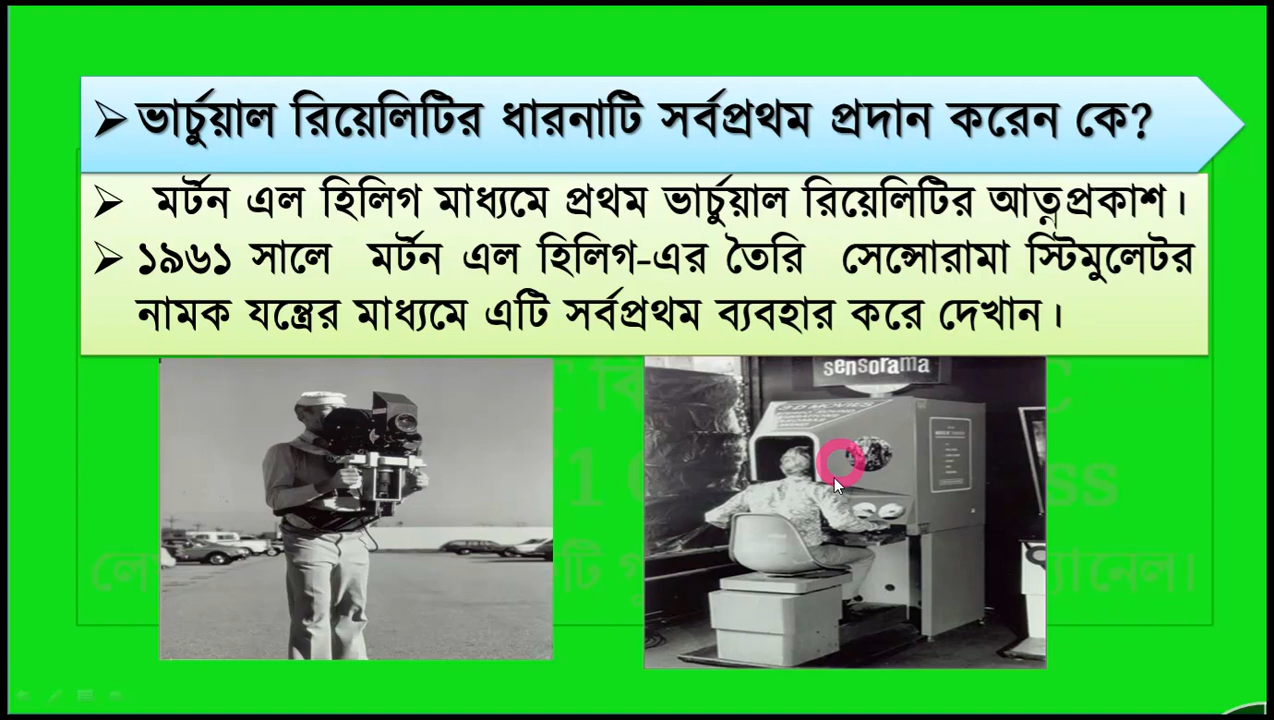 ➢ ভার্চুয়াল রিয়েলিটির ধারনাটি সর্বপ্রথম প্রদান করেন কে?
➢ মর্টন এল হিলিগ মাধ্যমে প্রথম ভার্চুয়াল রিয়েলিটির আত্নপ্রকাশ।
➢ ১৯৬১ সালে মর্টন এল হিলিগ-এর তৈরি সেন্সোরামা স্টিমুলেটর
নামক যন্ত্রের মাধ্যমে এটি সর্বপ্রথম ব্যবহার করে দেখান।
sensorama